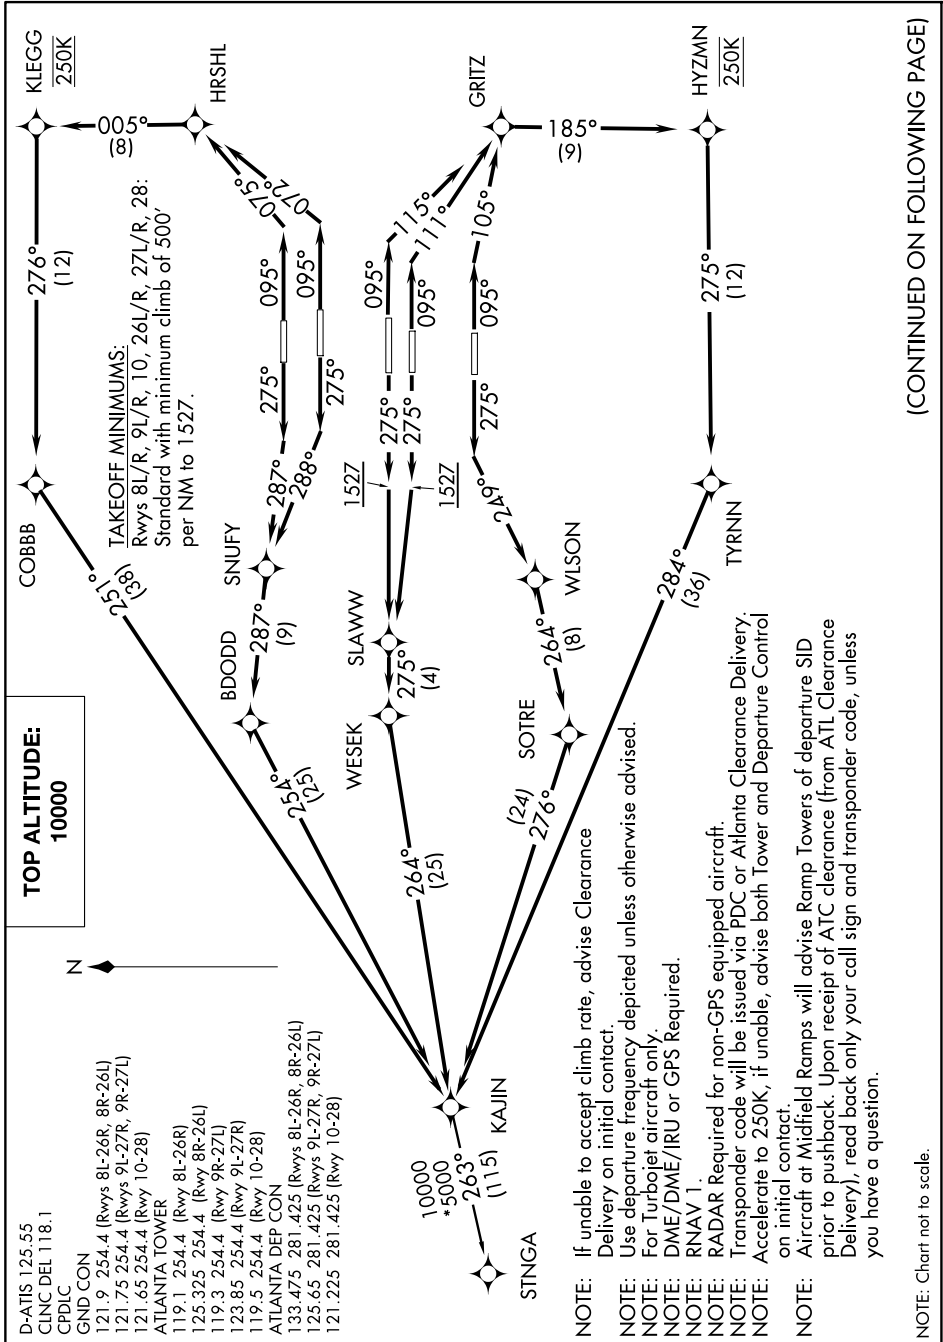 D-ATIS 125.55
CLNC DEL 118.1
CPDLC
GND CON
121.9 254.4 (Rwys 8L-26R, 8R-26L)
121.75 254.4 (Rwys 9L-27R, 9R-27L)
121.65 254.4 (Rwy 10-28)
ATLANTA TOWER
119.1 254.4 (Rwy 8L-26R)
125.325 254.4 (Rwy 8R-26L)
119.3 254.4 (Rwy 9R-27L)
123.85 254.4 (Rwy 9L-27R)
119.5 254.4 (Rwy 10-28)
ATLANTA DEP CON
133.475 281.425 (Rwys 8L-26R, 8R-26L)
125.65 281.425 (Rwys 9L-27R, 9R-27L)
121.225 281.425 (Rwy 10-28)
N
TOP ALTITUDE:
10000
COBBB
276°
(12)
KLEGG
250K
005°
(8)
HRSHL
TAKEOFF MINIMUMS:
Rwys 8L/R, 9L/R, 10, 26L/R, 27L/R, 28:
Standard with minimum climb of 500'
per NM to 1527.
251°
(38)
SNUFY
BDODD
287°
(9)
287°
288°
275°
275°
095°
095°
075°
072°
254°
(25)
SLAWW
WESEK
275°
(4)
1527
1527
275°
275°
095°
095°
115°
111°
GRITZ
264°
(25)
275°
095°
105°
249°
WLSON
264°
(8)
SOTRE
(24)
276°
185°
(9)
HYZMN
250K
275°
(12)
TYRNN
284°
(36)
KAJIN
10000
*5000
263°
(115)
STNGA
NOTE: If unable to accept climb rate, advise Clearance
Delivery on initial contact.
NOTE: Use departure frequency depicted unless otherwise advised.
NOTE: For Turbojet aircraft only.
NOTE: DME/DME/IRU or GPS Required.
NOTE: RNAV 1.
NOTE: RADAR Required for non-GPS equipped aircraft.
NOTE: Transponder code will be issued via PDC or Atlanta Clearance Delivery.
NOTE: Accelerate to 250K, if unable, advise both Tower and Departure Control
on initial contact.
NOTE: Aircraft at Midfield Ramps will advise Ramp Towers of departure SID
prior to pushback. Upon receipt of ATC clearance (from ATL Clearance
Delivery), read back only your call sign and transponder code, unless
you have a question.
(CONTINUED ON FOLLOWING PAGE)
NOTE: Chart not to scale.